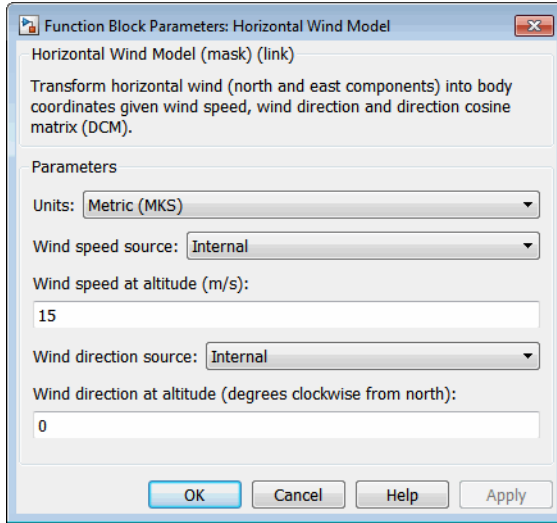 Function Block Parameters: Horizontal Wind Model
Horizontal Wind Model (mask) (link)
Transform horizontal wind (north and east components) into body
coordinates given wind speed, wind direction and direction cosine
matrix (DCM).
Parameters
Units: Metric (MKS)
Wind speed source: Internal
Wind speed at altitude (m/s):
15
Wind direction source: Internal
Wind direction at altitude (degrees clockwise from north):
0
OK Cancel Help Apply